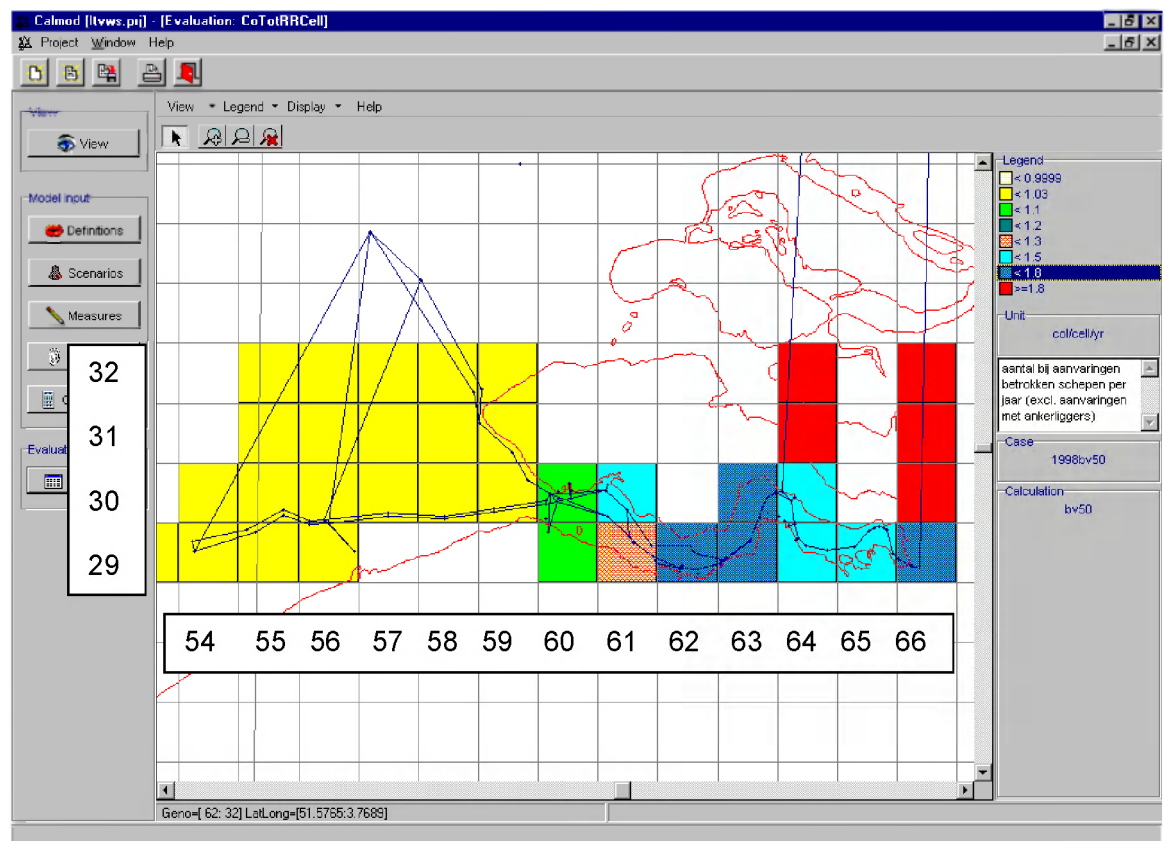 Calmod [ltvws.prj] - [Evaluation: CoTotRRCell]
Project Window Help
View Legend Display Help
View
View
Model input
Definitions
Scenarios
Measures
Evaluat
32
31
30
29
54 55 56 57 58 59 60 61 62 63 64 65 66
Legend
< 0.9999
< 1.03
< 1.1
< 1.2
< 1.3
< 1.5
< 1.8
>=1.8
Unit
col/cell/yr
aantal bij aanvaringen
betrokken schepen per
jaar (excl. aanvaringen
met ankerliggers)
Case
1998bv50
Calculation
bv50
Geno=[ 62: 32] LatLong=[51.5765:3.7689]